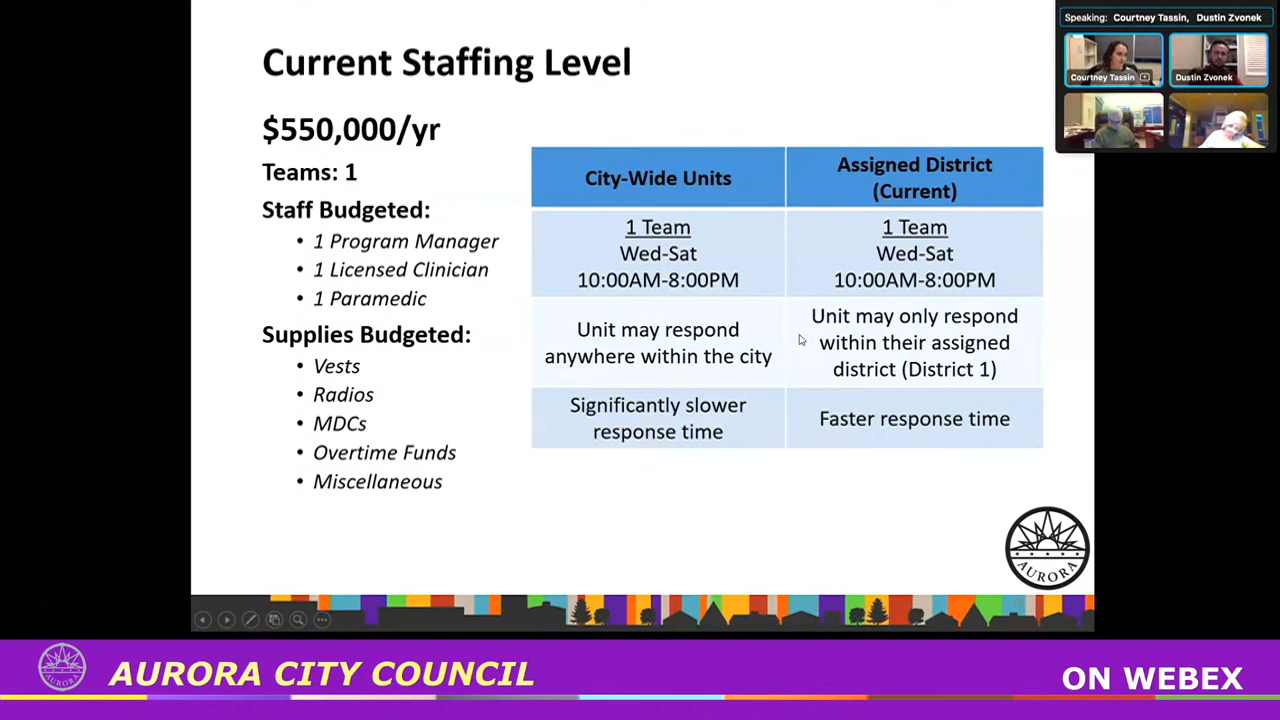 Speaking: Courtney Tassin, Dustin Zvonek
Courtney Tassin
Dustin Zvonek
Current Staffing Level
$550,000/yr
Teams: 1
Staff Budgeted:
• 1 Program Manager
• 1 Licensed Clinician
• 1 Paramedic
Supplies Budgeted:
• Vests
• Radios
• MDCs
• Overtime Funds
• Miscellaneous
City-Wide Units
Assigned District
(Current)
1 Team
Wed-Sat
10:00AM-8:00PM
1 Team
Wed-Sat
10:00AM-8:00PM
Unit may respond
anywhere within the city
Unit may only respond
within their assigned
district (District 1)
Significantly slower
response time
Faster response time
AURORA
AURORA CITY COUNCIL
ON WEBEX